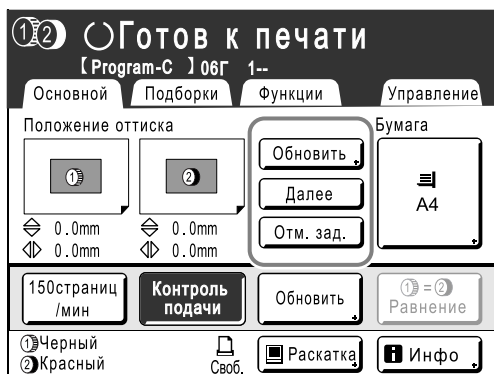 ①② Готов к печати
【Program-C 】06Г 1--
Основной Подборки Функции Управление
Положение оттиска Бумага
① ②
Обновить
Далее
Отм. зад.
A4
0.0mm 0.0mm
0.0mm 0.0mm
150страниц /мин
Контроль подачи
Обновить
①=② Равнение
①Черный
②Красный
Своб.
Раскатка
Инфо